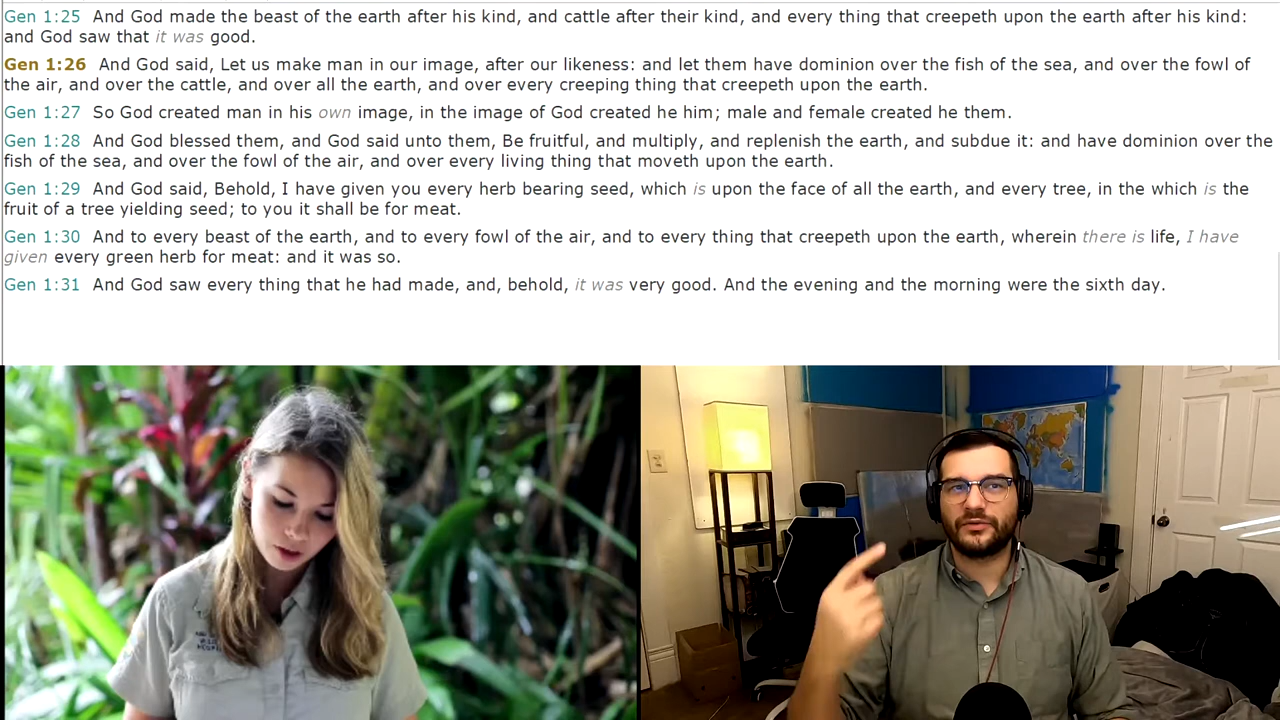 Gen 1:25 And God made the beast of the earth after his kind, and cattle after their kind, and every thing that creepeth upon the earth after his kind:
and God saw that it was good.
Gen 1:26 And God said, Let us make man in our image, after our likeness: and let them have dominion over the fish of the sea, and over the fowl of
the air, and over the cattle, and over all the earth, and over every creeping thing that creepeth upon the earth.
Gen 1:27 So God created man in his own image, in the image of God created he him; male and female created he them.
Gen 1:28 And God blessed them, and God said unto them, Be fruitful, and multiply, and replenish the earth, and subdue it: and have dominion over the
fish of the sea, and over the fowl of the air, and over every living thing that moveth upon the earth.
Gen 1:29 And God said, Behold, I have given you every herb bearing seed, which is upon the face of all the earth, and every tree, in the which is the
fruit of a tree yielding seed; to you it shall be for meat.
Gen 1:30 And to every beast of the earth, and to every fowl of the air, and to every thing that creepeth upon the earth, wherein there is life, I have
given every green herb for meat: and it was so.
Gen 1:31 And God saw every thing that he had made, and, behold, it was very good. And the evening and the morning were the sixth day.